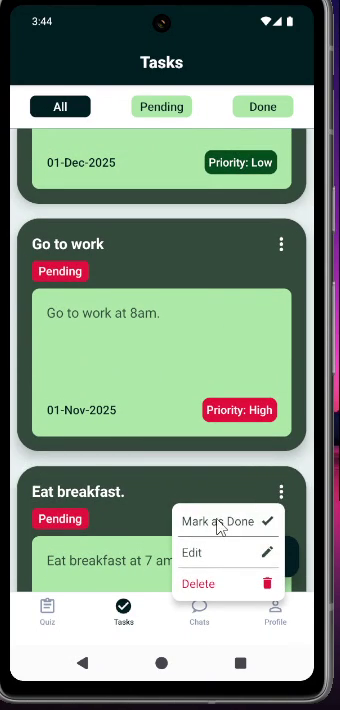 3:44
Tasks
All
Pending
Done
01-Dec-2025
Priority: Low
Go to work
Pending
Go to work at 8am.
01-Nov-2025
Priority: High
Eat breakfast.
Pending
Mark as Done
Eat breakfast at 7 am
Edit
Delete
Quiz
Tasks
Chats
Profile